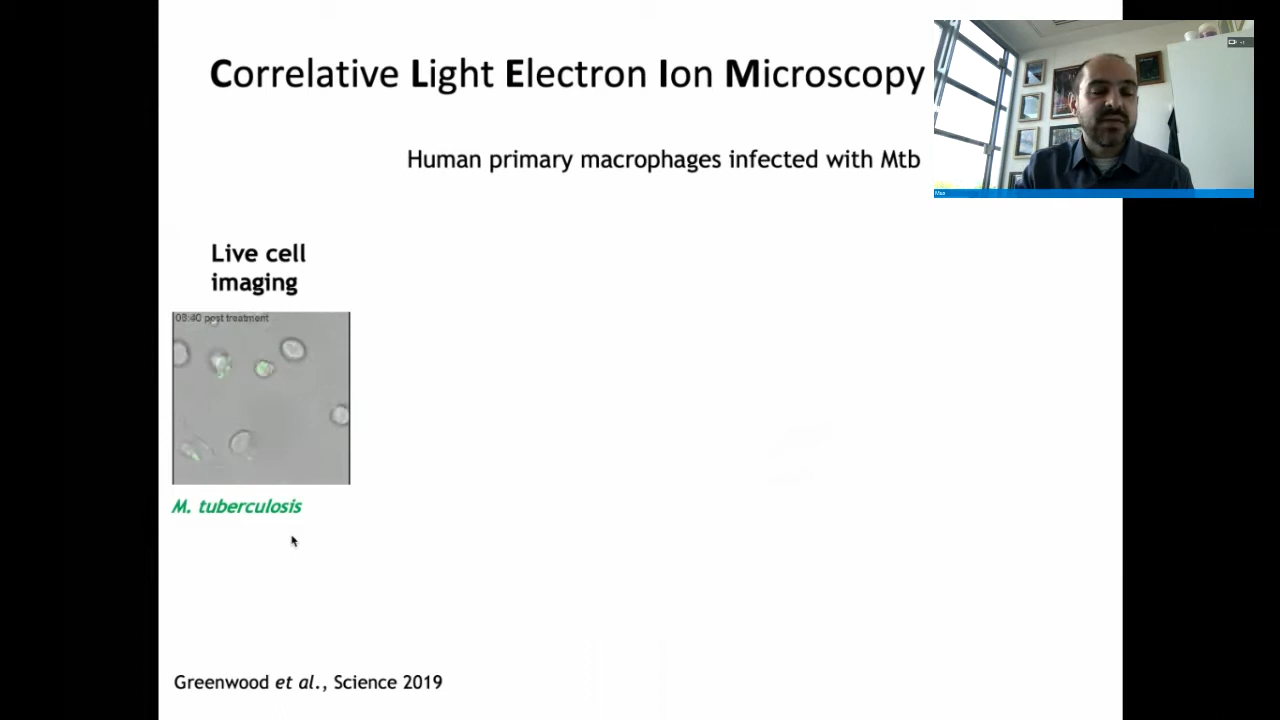 Correlative Light Electron Ion Microscopy
Human primary macrophages infected with Mtb
Live cell
imaging
08:40 post treatment
M. tuberculosis
Greenwood et al., Science 2019